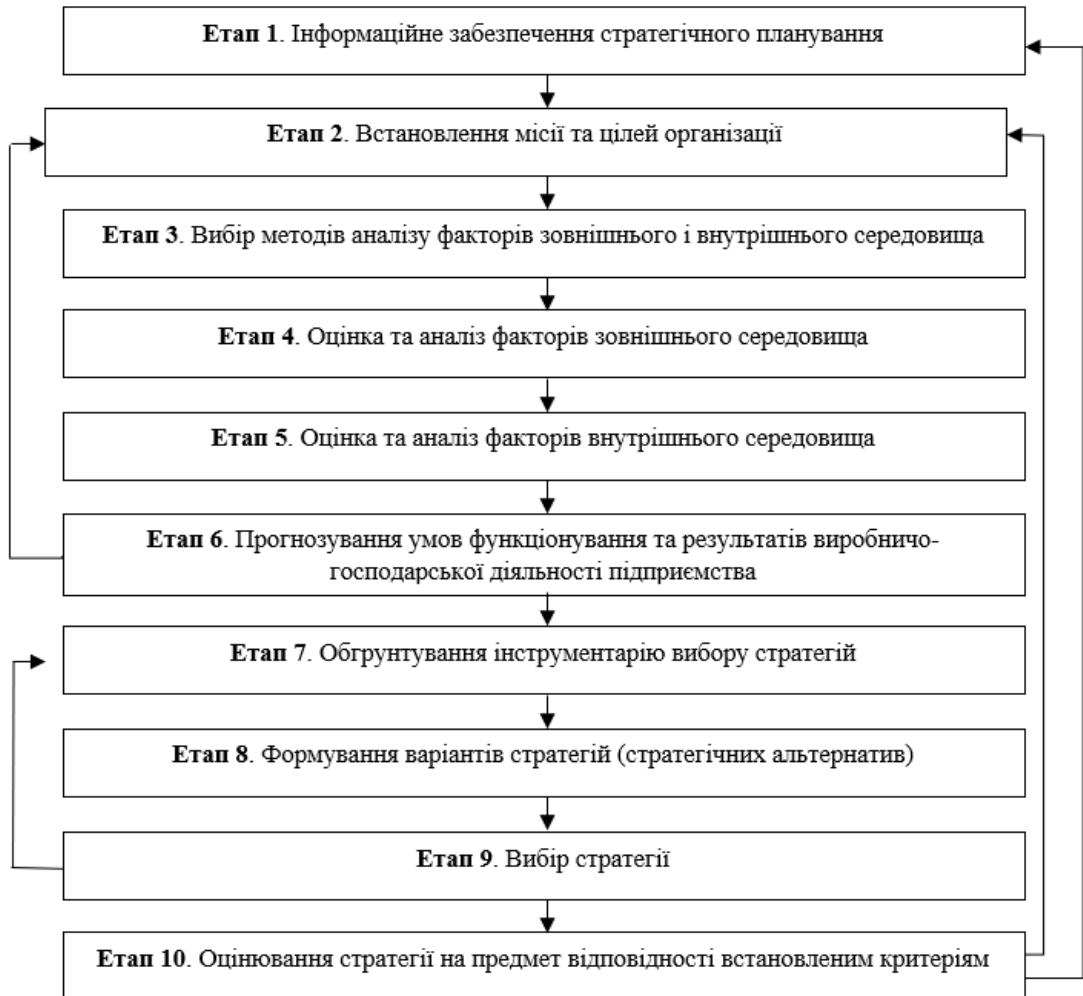 Етап 1. Інформаційне забезпечення стратегічного планування
Етап 2. Встановлення місії та цілей організації
Етап 3. Вибір методів аналізу факторів зовнішнього і внутрішнього середовища
Етап 4. Оцінка та аналіз факторів зовнішнього середовища
Етап 5. Оцінка та аналіз факторів внутрішнього середовища
Етап 6. Прогнозування умов функціонування та результатів виробничо-
господарської діяльності підприємства
Етап 7. Обгрунтування інструментарію вибору стратегій
Етап 8. Формування варіантів стратегій (стратегічних альтернатив)
Етап 9. Вибір стратегії
Етап 10. Оцінювання стратегії на предмет відповідності встановленим критеріям